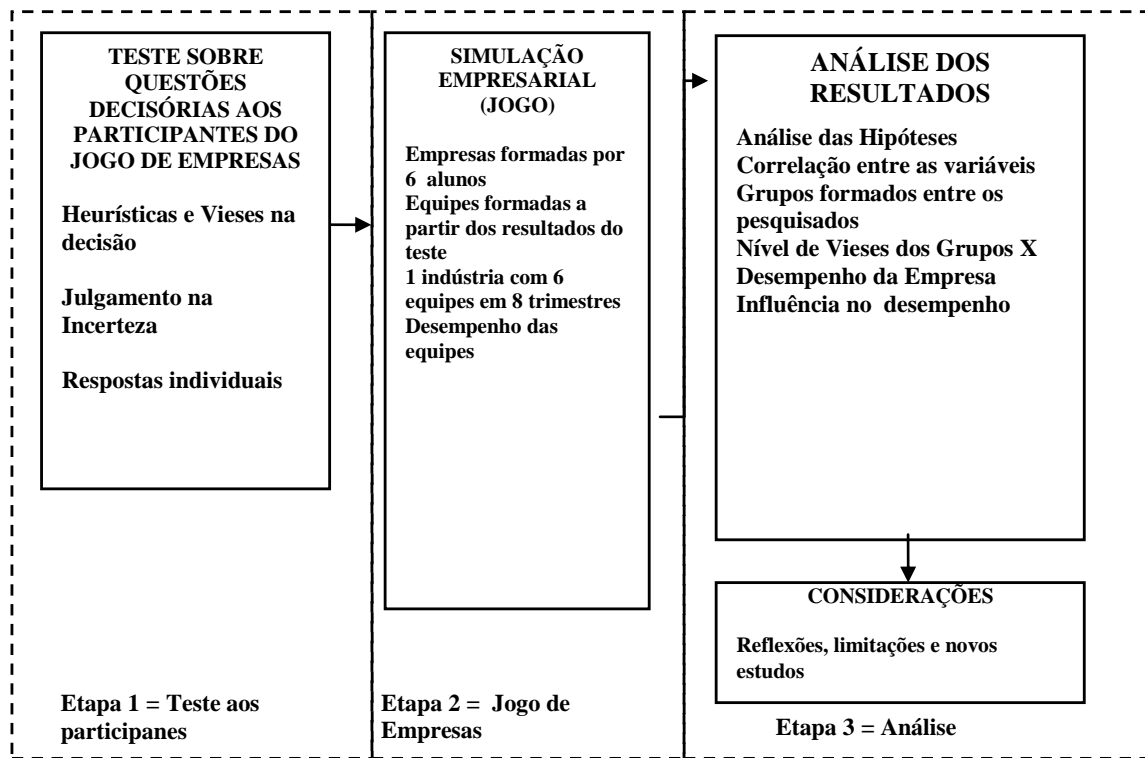 TESTE SOBRE
QUESTÕES
DECISÓRIAS AOS
PARTICIPANTES DO
JOGO DE EMPRESAS
Heurísticas e Vieses na
decisão
Julgamento na
Incerteza
Respostas individuais
Etapa 1 = Teste aos
participanes
SIMULAÇÃO
EMPRESARIAL
(JOGO)
Empresas formadas por
6 alunos
Equipes formadas a
partir dos resultados do
teste
1 indústria com 6
equipes em 8 trimestres
Desempenho das
equipes
Etapa 2 = Jogo de
Empresas
ANÁLISE DOS
RESULTADOS
Análise das Hipóteses
Correlação entre as variáveis
Grupos formados entre os
pesquisados
Nível de Vieses dos Grupos X
Desempenho da Empresa
Influência no desempenho
CONSIDERAÇÕES
Reflexões, limitações e novos
estudos
Etapa 3 = Análise